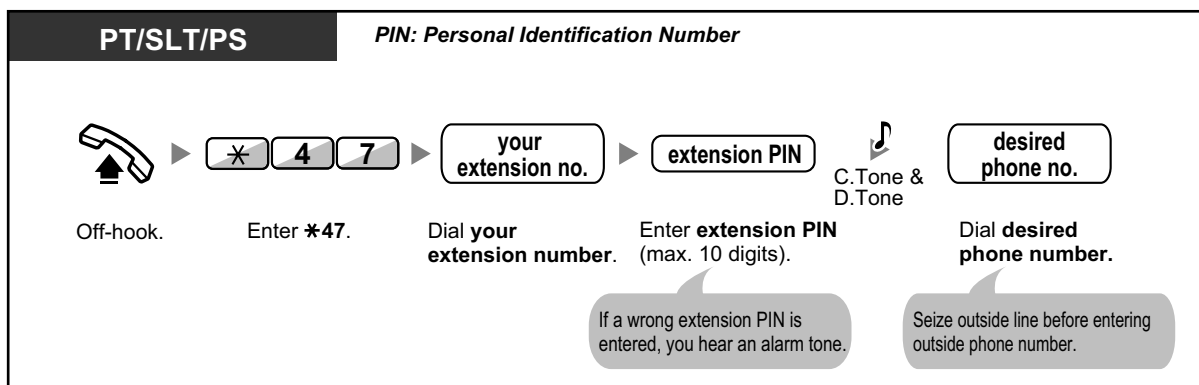 PT/SLT/PS
PIN: Personal Identification Number
* 4 7
your
extension no.
extension PIN
C.Tone &
D.Tone
desired
phone no.
Off-hook.
Enter *47.
Dial your
extension number.
Enter extension PIN
(max. 10 digits).
Dial desired
phone number.
If a wrong extension PIN is
entered, you hear an alarm tone.
Seize outside line before entering
outside phone number.